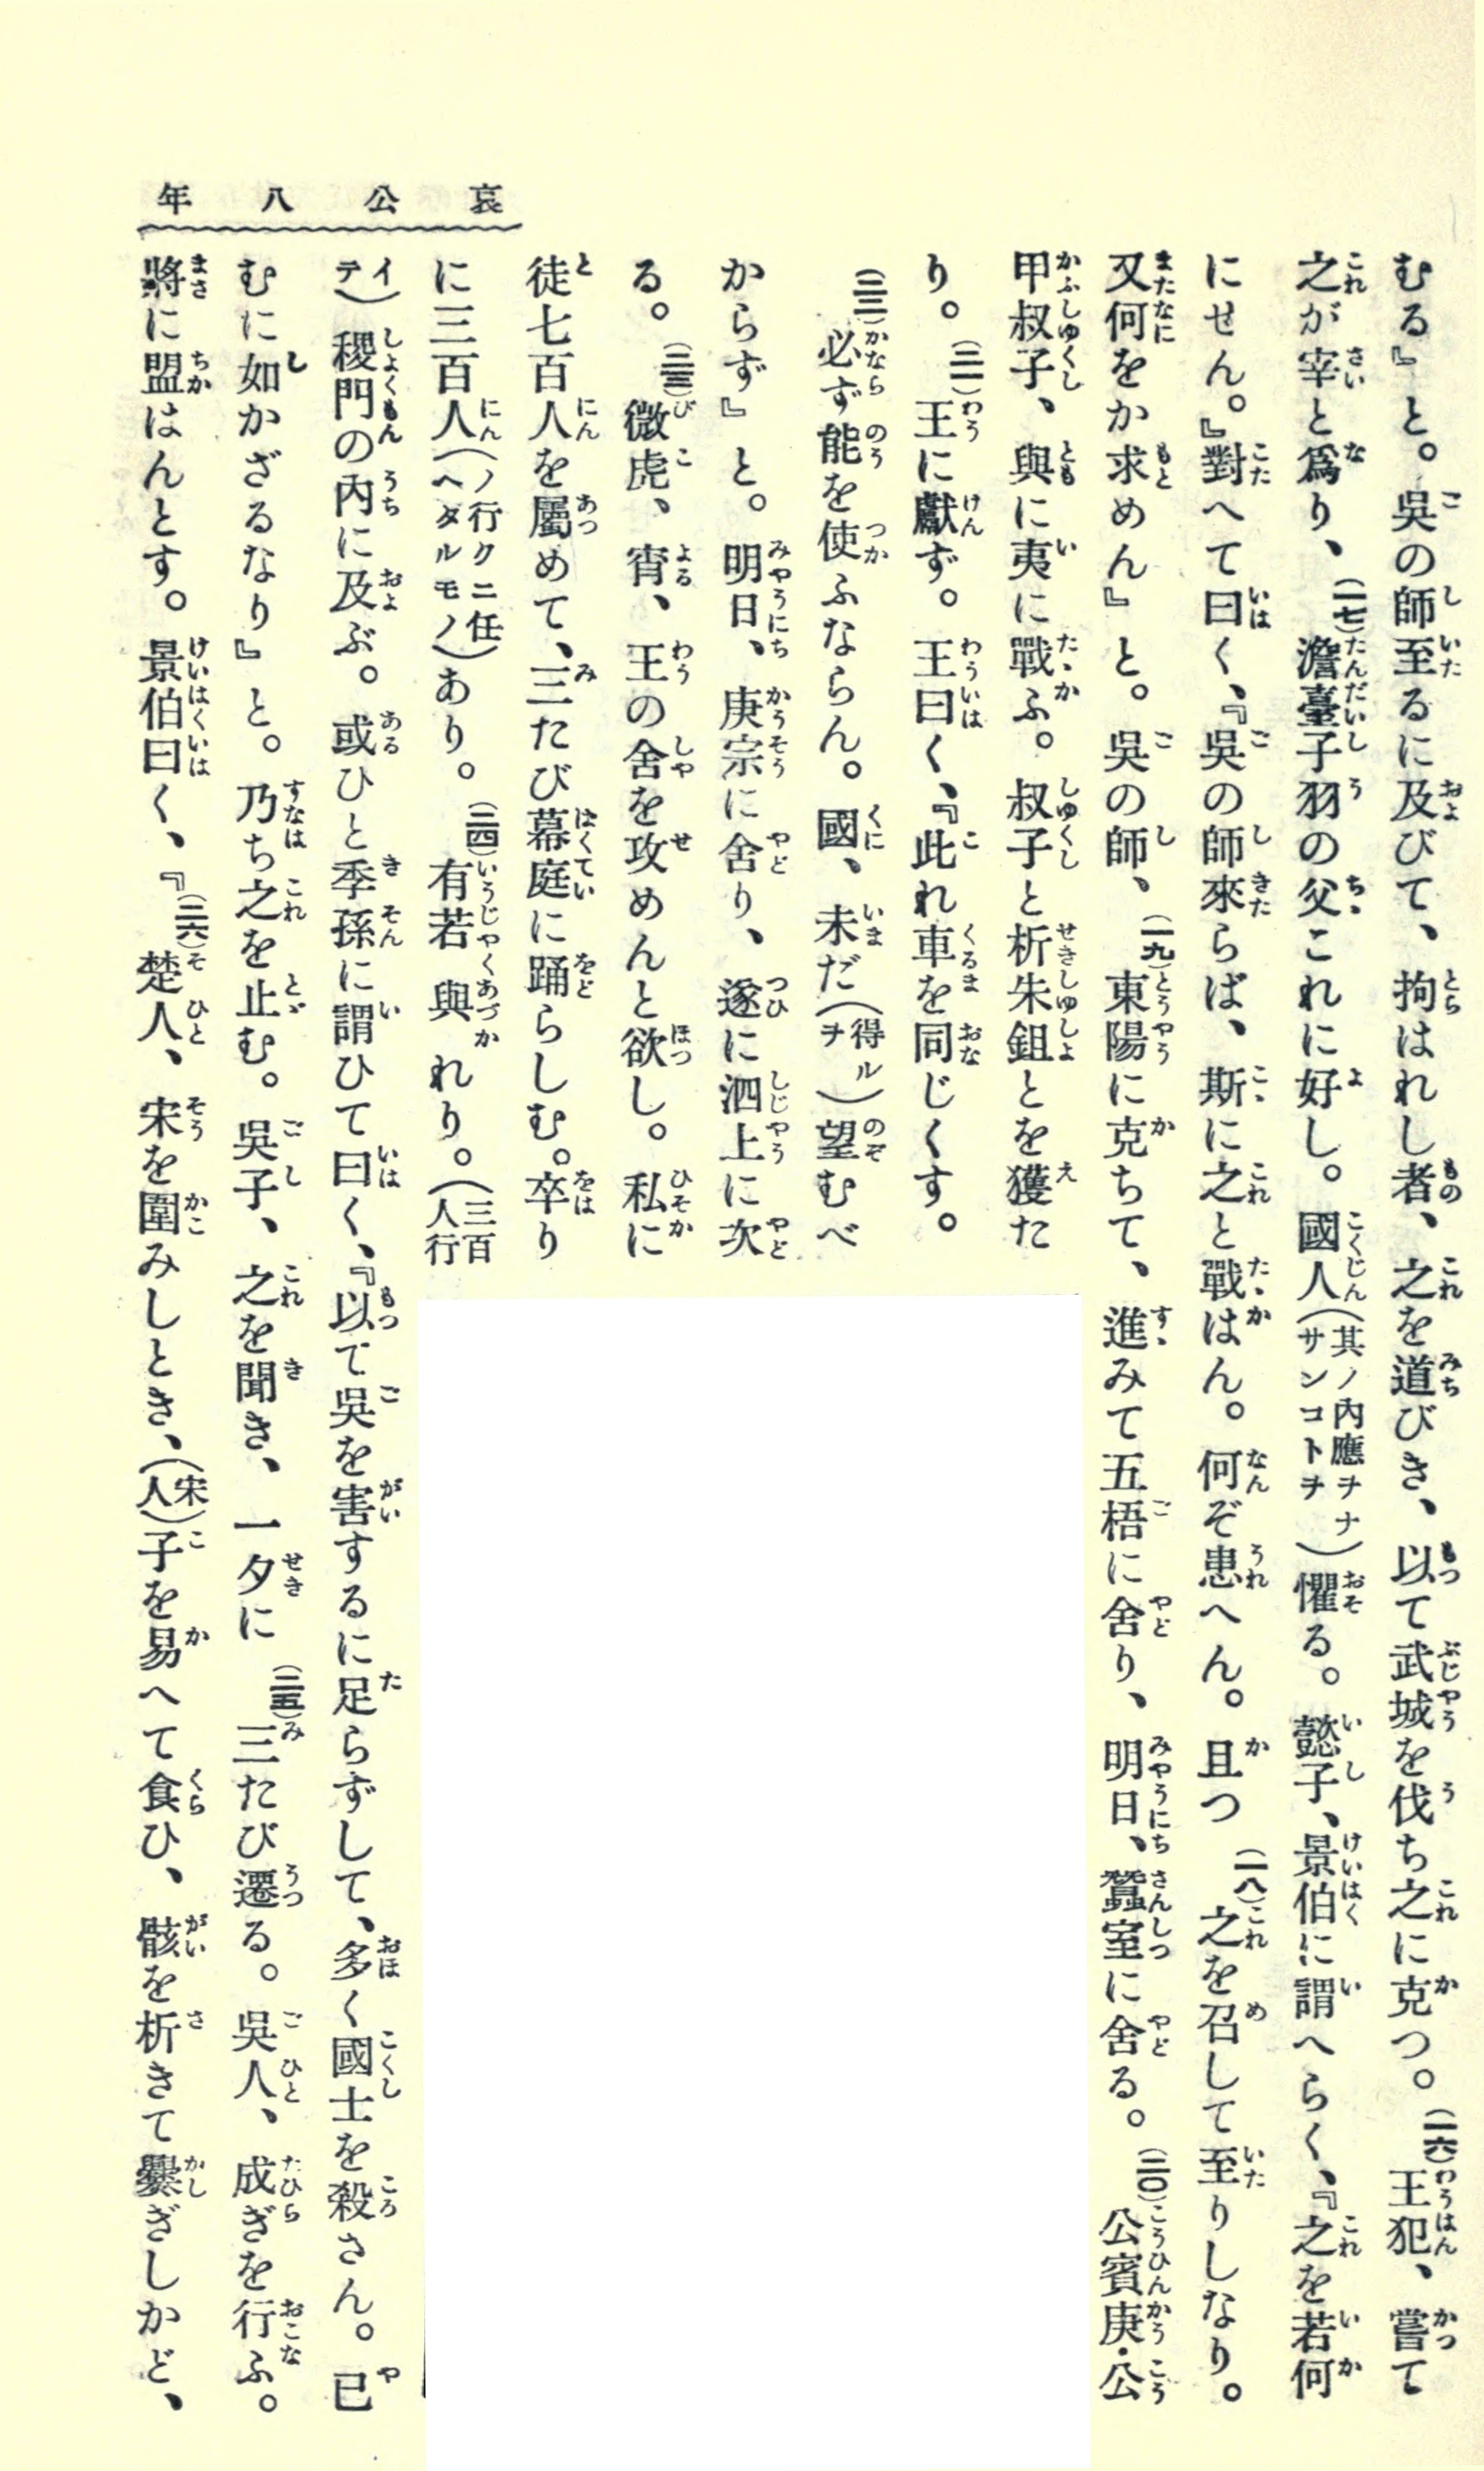 哀公八年
むる』と。吳の師至るに及びて、拘はれし者、之を道びき、以て武城を伐ち之に克つ。(一六)王犯、嘗て
之が宰と爲り、(一七)澹臺子羽の父これに好し。國人(其ノ內應ヲナサンコトヲ)懼る。懿子、景伯に謂へらく、『之を若何
にせん。』對へて曰く、『吳の師來らば、斯に之と戰はん。何ぞ患へん。且つ(一八)之を召して至りしなり。
又何をか求めん』と。吳の師、(一九)東陽に克ちて、進みて五梧に舍り、明日、蠶室に舍る。(二〇)公賓庚・公
甲叔子、與に夷に戰ふ。叔子と析朱鉏とを獲た
り。(二一)王に獻ず。王曰く、『此れ車を同じくす。
(二二)必ず能を使ふならん。國、未だ(得ルヲ)望むべ
からず』と。明日、庚宗に舍り、遂に泗上に次
る。(二三)微虎、宵、王の舍を攻めんと欲し。私に
徒七百人を屬めて、三たび幕庭に踊らしむ。卒り
に三百人(ノ行クニ任ヘタルモノ)あり。(二四)有若與れり。(三百人行
イテ)稷門の內に及ぶ。或ひと季孫に謂ひて曰く、『以て吳を害するに足らずして、多く國士を殺さん。已
むに如かざるなり』と。乃ち之を止む。吳子、之を聞き、一夕に(二五)三たび遷る。吳人、成ぎを行ふ。
將に盟はんとす。景伯曰く、『(二六)楚人、宋を圍みしとき、(宋人)子を易へて食ひ、骸を析きて爨ぎしかど、